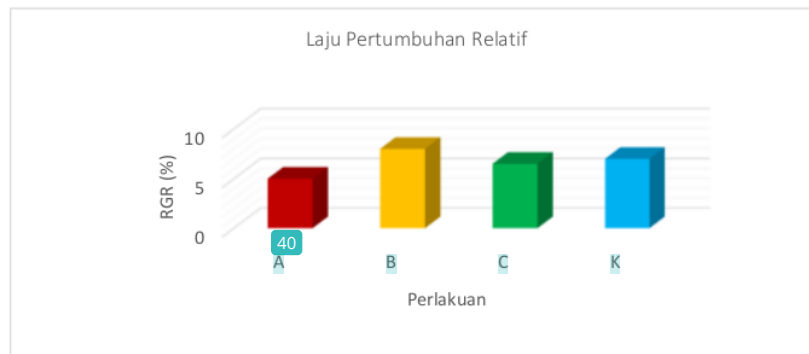 Laju Pertumbuhan Relatif
10
5
0
RGR (%)
40
A B C K
Perlakuan